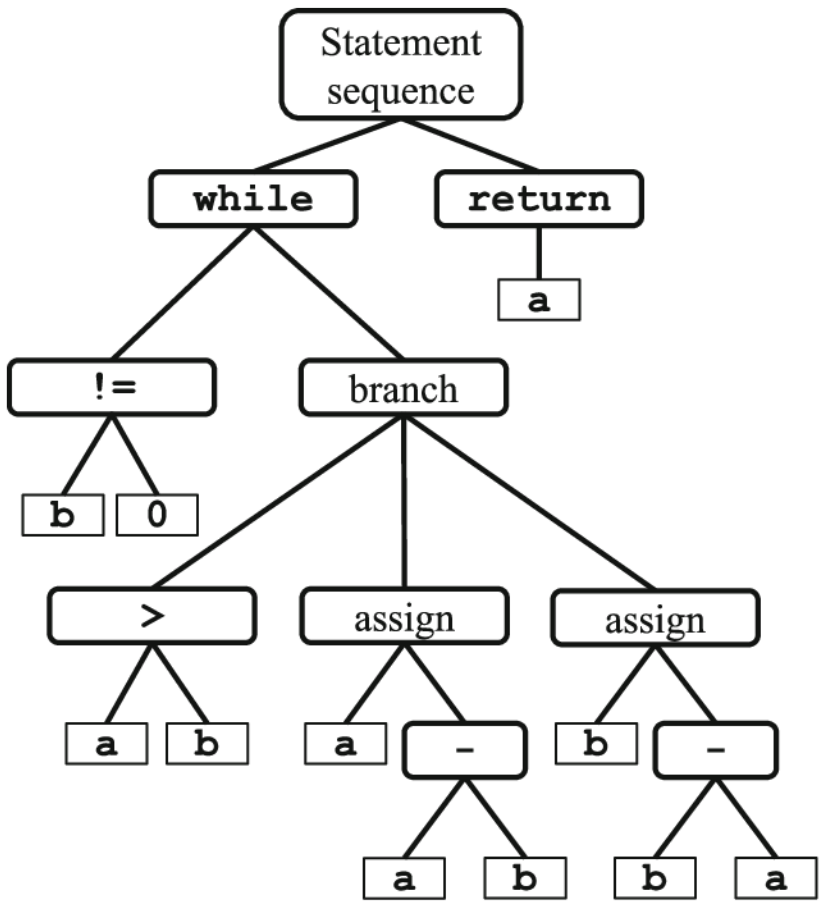 Statement
sequence
while
return
a
!=
branch
b
0
>
assign
assign
a
b
a
-
b
-
a
b
b
a